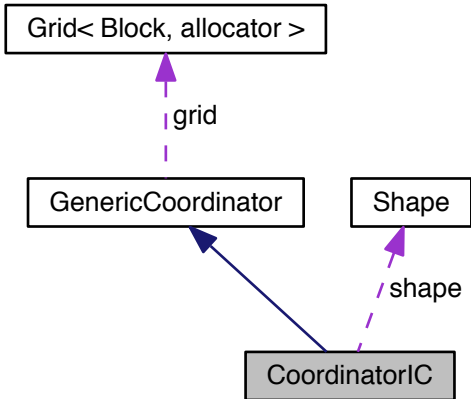 Grid< Block, allocator >
grid
GenericCoordinator
Shape
shape
CoordinatorIC